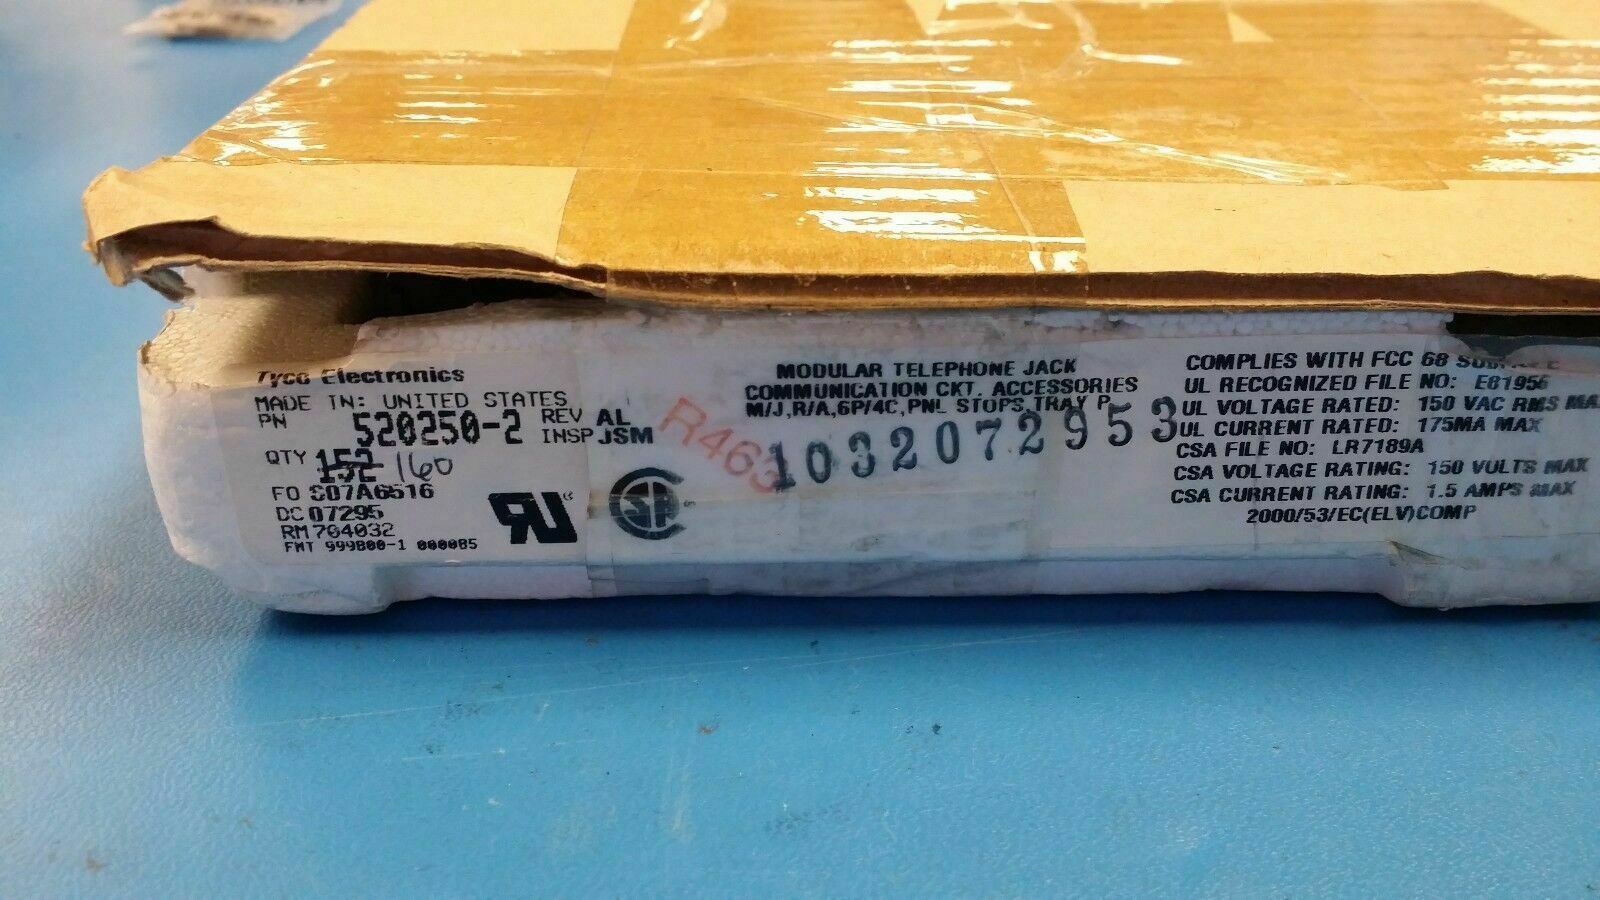 Tyco Electronics
MADE IN: UNITED STATES
PN 520250-2 REV AL
INSP JSM
QTY 152 160
FO C07A6516
DC 07295
RM 704032
FMT 999800-1 000085
R463
MODULAR TELEPHONE JACK
COMMUNICATION CKT. ACCESSORIES
M/J,R/A,6P/4C,PNL STOPS,TRAY P
1032072953
COMPLIES WITH FCC 68
UL RECOGNIZED FILE NO: E81956
UL VOLTAGE RATED: 150 VAC RMS MA
UL CURRENT RATED: 175MA MAX
CSA FILE NO: LR7189A
CSA VOLTAGE RATING: 150 VOLTS MAX
CSA CURRENT RATING: 1.5 AMPS MAX
2000/53/EC(ELV)COMP